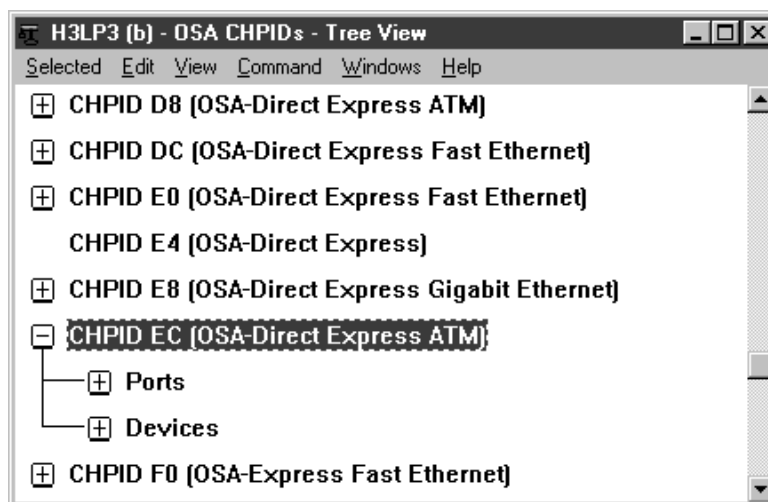 H3LP3 (b) - OSA CHPIDs - Tree View
Selected Edit View Command Windows Help
CHPID D8 (OSA-Direct Express ATM)
CHPID DC (OSA-Direct Express Fast Ethernet)
CHPID E0 (OSA-Direct Express Fast Ethernet)
CHPID E4 (OSA-Direct Express)
CHPID E8 (OSA-Direct Express Gigabit Ethernet)
CHPID EC (OSA-Direct Express ATM)
Ports
Devices
CHPID F0 (OSA-Express Fast Ethernet)